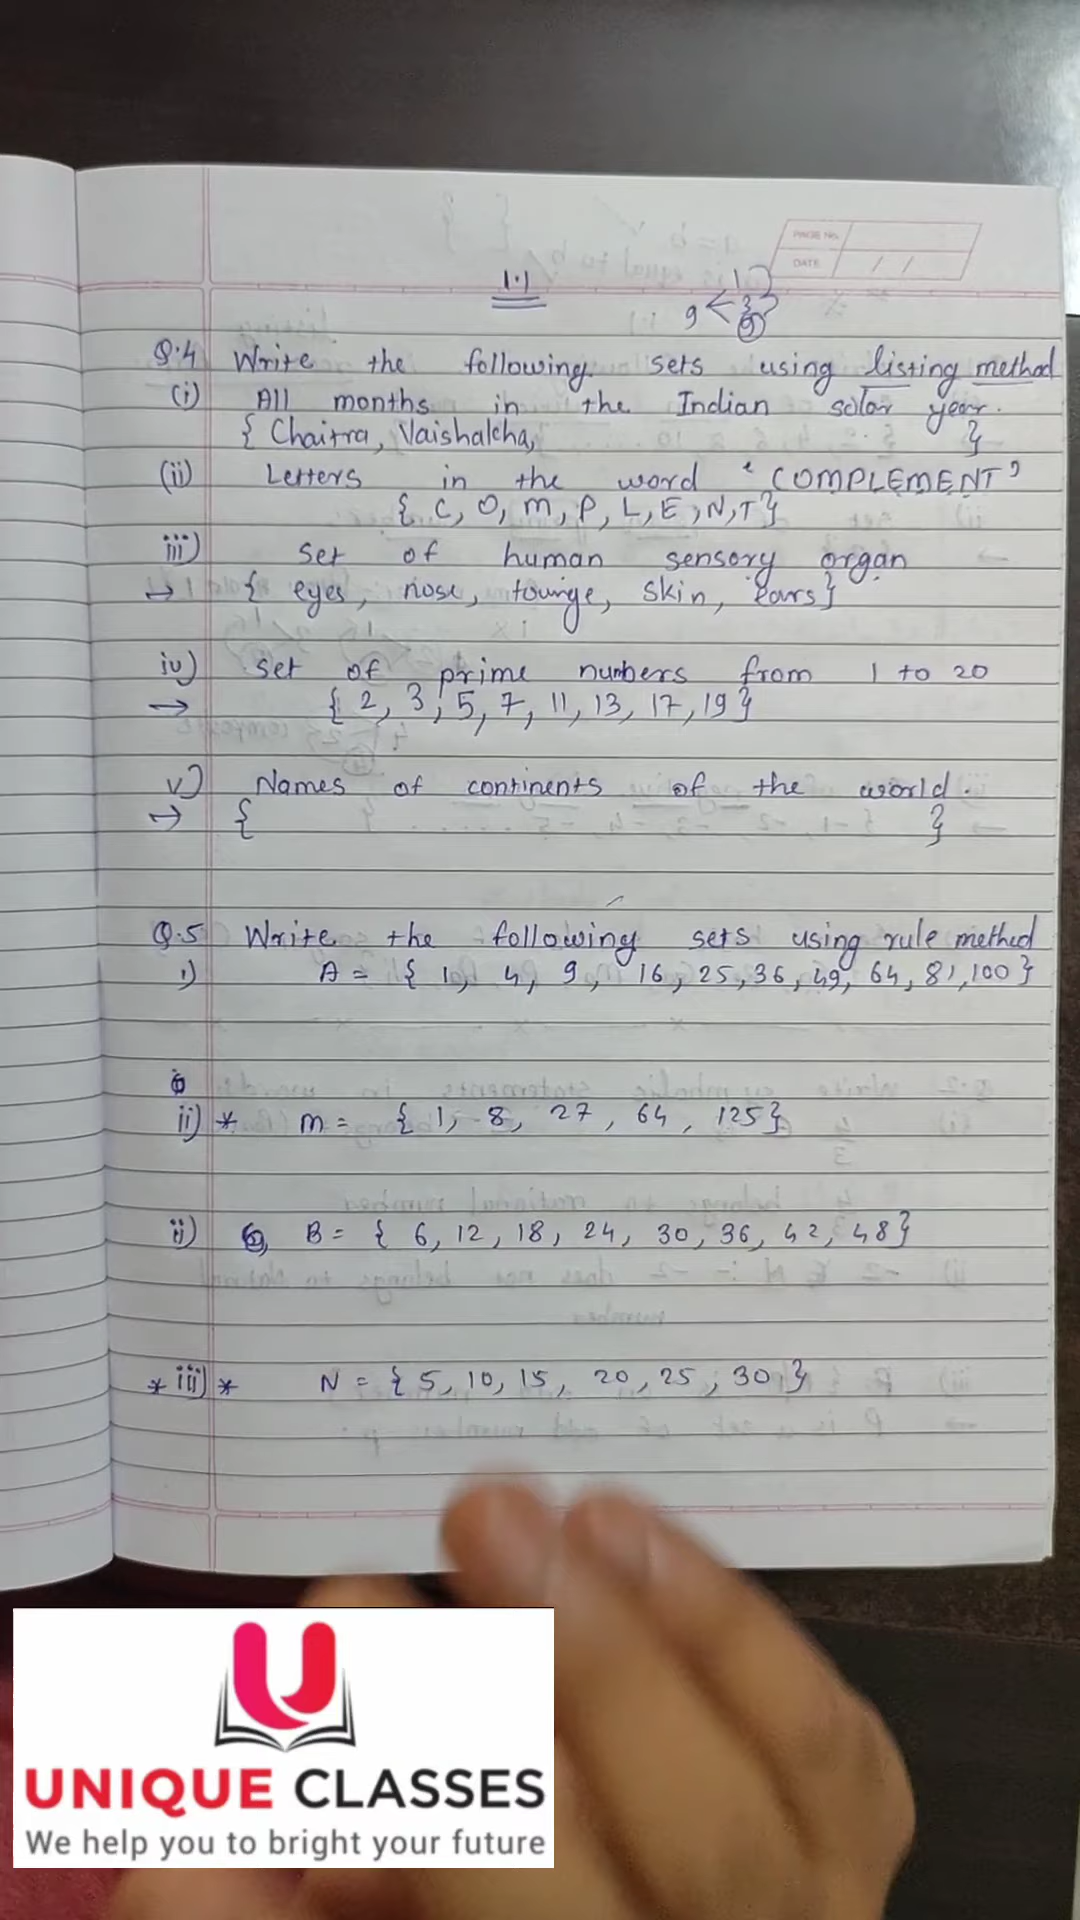 PAGE No.
DATE / /
1.1
1
9 < 3
9
Q.4 Write the following sets using listing method
(i) All months in the Indian solar year.
{ Chaitra, Vaishakha, }
(ii) Letters in the word ‘COMPLEMENT’
{ C, O, M, P, L, E, N, T }
iii) Set of human sensory organ
→ { eyes, nose, tounge, skin, ears}
iv) Set of prime numbers from 1 to 20
→ { 2, 3, 5, 7, 11, 13, 17, 19 }
v) Names of continents of the world.
→ { }
Q.5 Write the following sets using rule method
i) A = { 1, 4, 9, 16, 25, 36, 49, 64, 81, 100 }
ii) * M = { 1, 8, 27, 64, 125}
ii) B = { 6, 12, 18, 24, 30, 36, 42, 48 }
* iii) * N = { 5, 10, 15, 20, 25, 30 }
UNIQUE CLASSES
We help you to bright your future